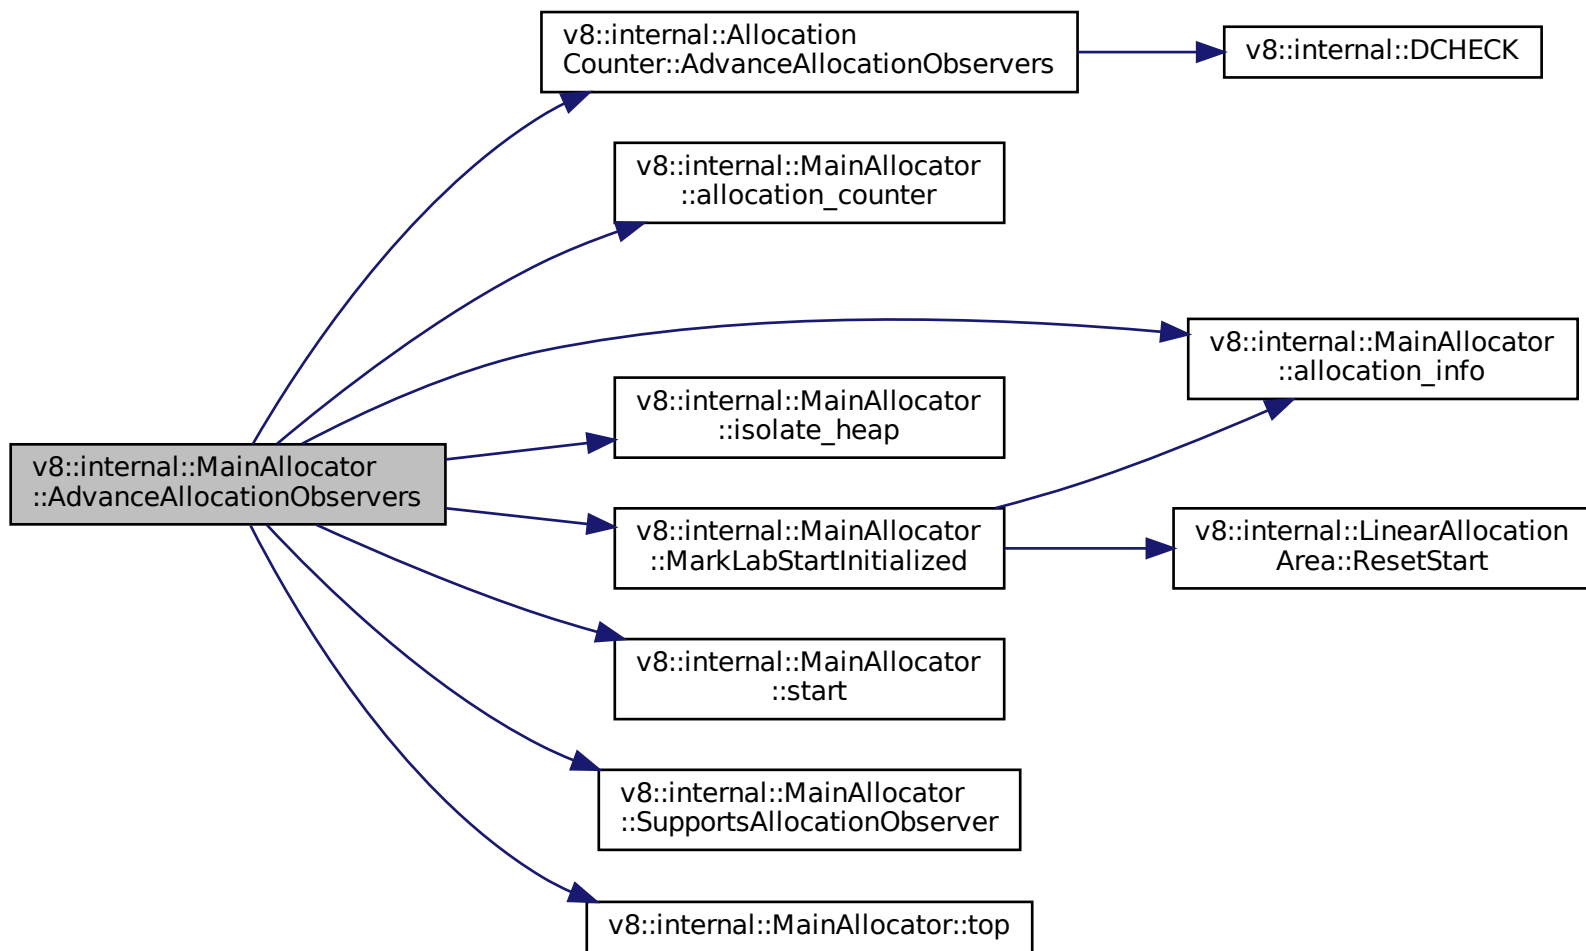 v8::internal::Allocation
Counter::AdvanceAllocationObservers
v8::internal::DCHECK
v8::internal::MainAllocator
::allocation_counter
v8::internal::MainAllocator
::allocation_info
v8::internal::MainAllocator
::isolate_heap
v8::internal::MainAllocator
::AdvanceAllocationObservers
v8::internal::MainAllocator
::MarkLabStartInitialized
v8::internal::LinearAllocation
Area::ResetStart
v8::internal::MainAllocator
::start
v8::internal::MainAllocator
::SupportsAllocationObserver
v8::internal::MainAllocator::top